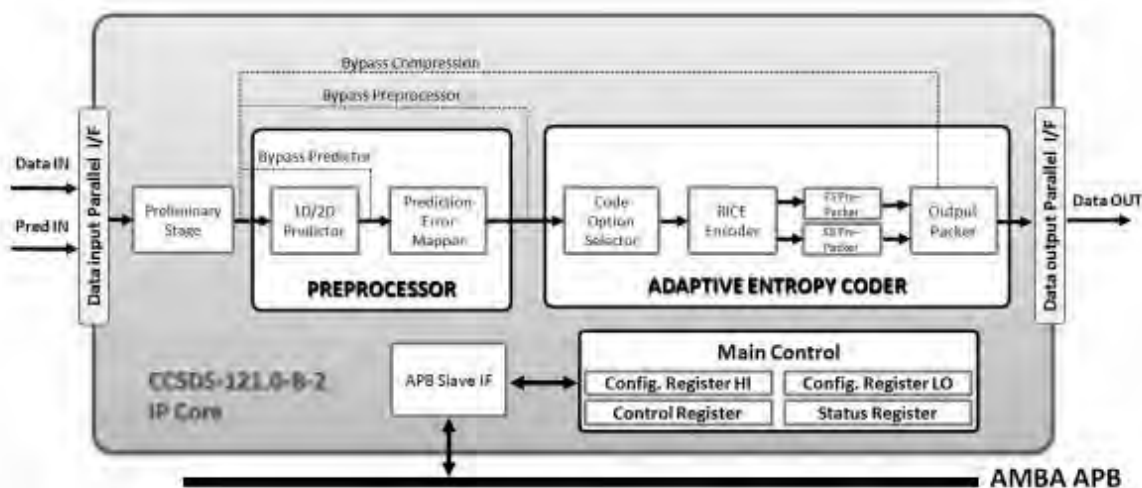 Bypass Compression
Bypass Preprocessor
Bypass Predictor
Data input Parallel I/F
Data IN
Pred IN
Preliminary
Stage
1D/2D
Predictor
Prediction
Error
Mapper
PREPROCESSOR
Code
Option
Selector
RICE
Encoder
FS Pre-
Packer
Pre-
Packer
Output
Packer
ADAPTIVE ENTROPY CODER
Data output Parallel I/F
Data OUT
CCSDS-121.0-B-2
IP Core
APB Slave IF
Main Control
Config. Register HI
Config. Register LO
Control Register
Status Register
AMBA APB